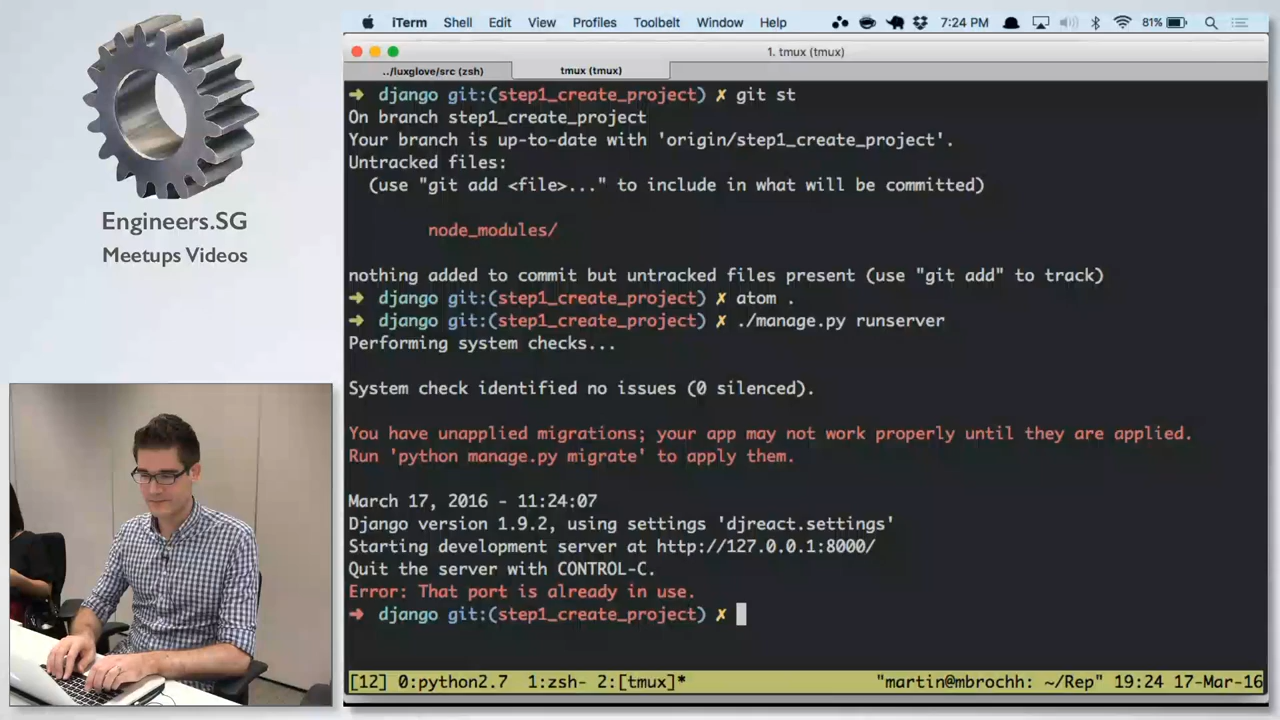 iTerm Shell Edit View Profiles Toolbelt Window Help 7:24 PM 81%
1. tmux (tmux)
../luxglove/src (zsh) tmux (tmux)
➜ django git:(step1_create_project) ✗ git st
On branch step1_create_project
Your branch is up-to-date with 'origin/step1_create_project'.
Untracked files:
(use "git add <file>..." to include in what will be committed)
node_modules/
nothing added to commit but untracked files present (use "git add" to track)
➜ django git:(step1_create_project) ✗ atom .
➜ django git:(step1_create_project) ✗ ./manage.py runserver
Performing system checks...
System check identified no issues (0 silenced).
You have unapplied migrations; your app may not work properly until they are applied.
Run 'python manage.py migrate' to apply them.
March 17, 2016 - 11:24:07
Django version 1.9.2, using settings 'djreact.settings'
Starting development server at http://127.0.0.1:8000/
Quit the server with CONTROL-C.
Error: That port is already in use.
➜ django git:(step1_create_project) ✗
[12] 0:python2.7 1:zsh- 2:[tmux]* "martin@mbrochh: ~/Rep" 19:24 17-Mar-16
Engineers.SG
Meetups Videos